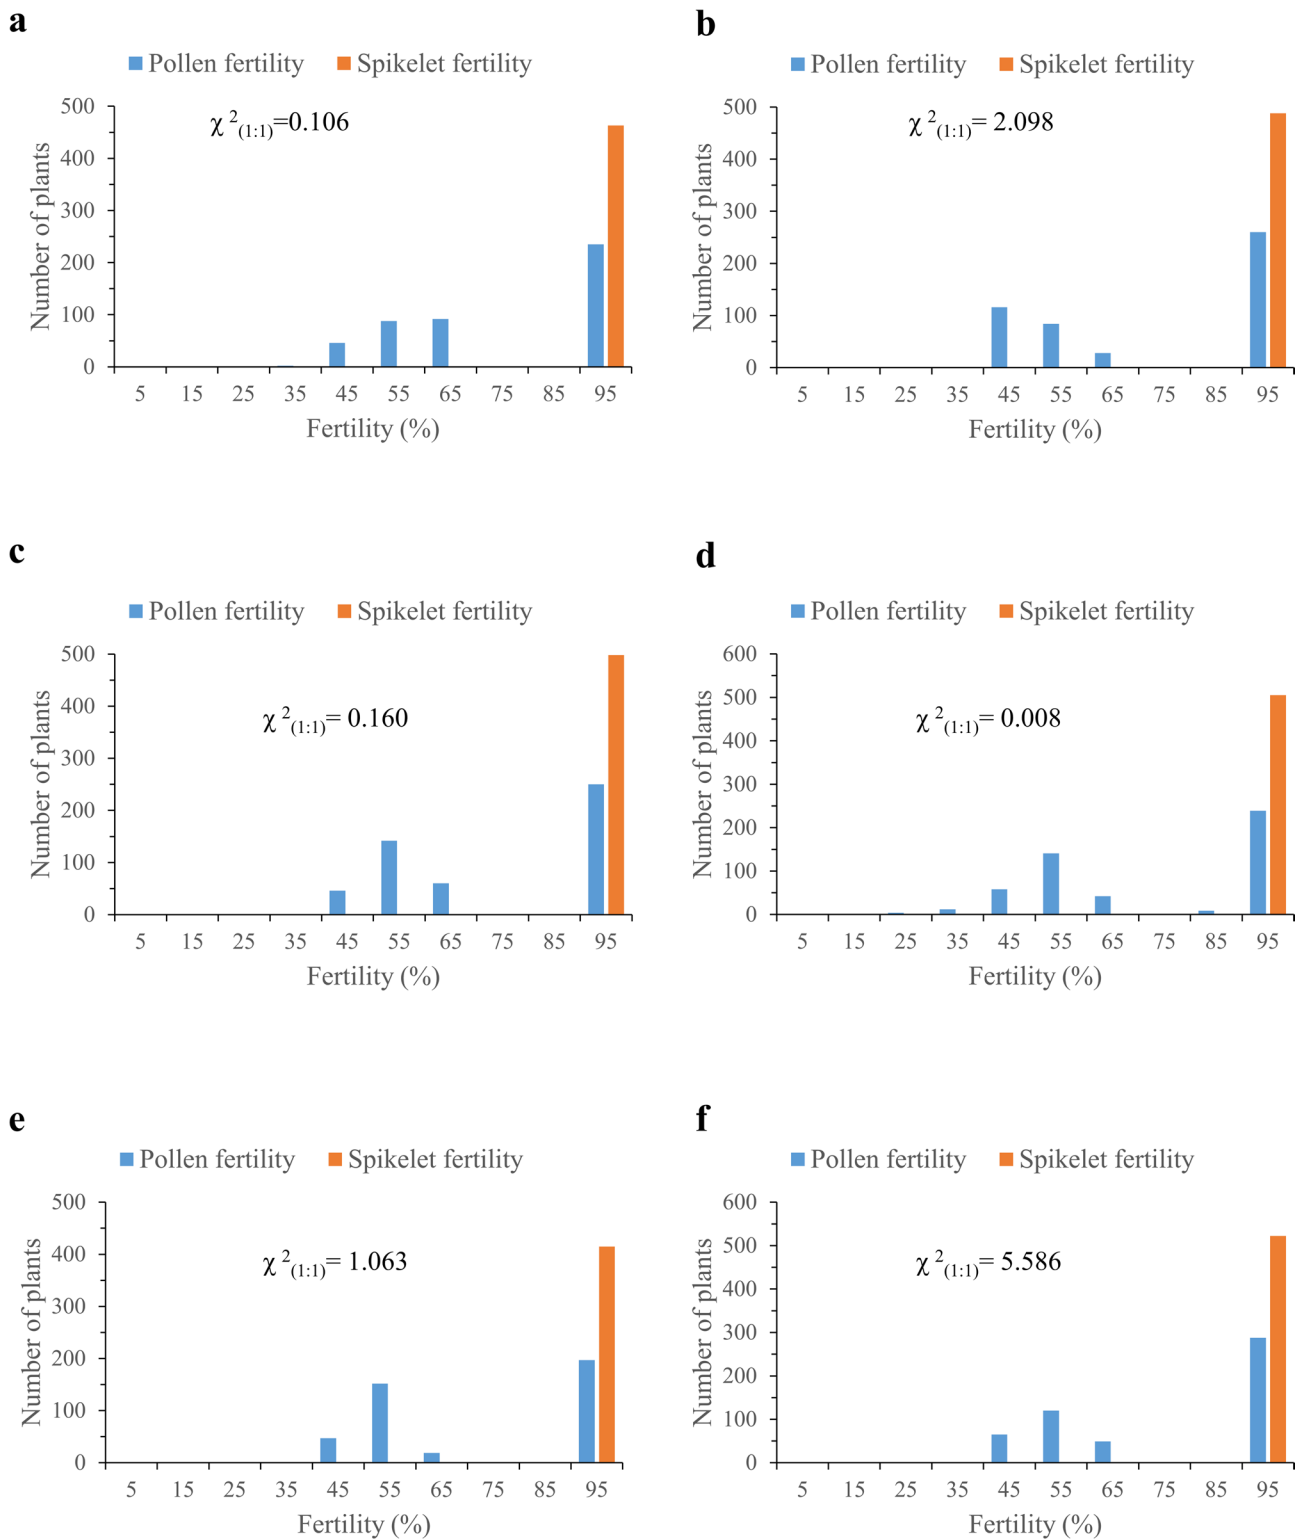 a
Pollen fertility Spikelet fertility
χ 2(1:1)=0.106
Number of plants
500
400
300
200
100
0
5 15 25 35 45 55 65 75 85 95
Fertility (%)
b
Pollen fertility Spikelet fertility
χ 2(1:1)= 2.098
Number of plants
500
400
300
200
100
0
5 15 25 35 45 55 65 75 85 95
Fertility (%)
c
Pollen fertility Spikelet fertility
χ 2(1:1)= 0.160
Number of plants
500
400
300
200
100
0
5 15 25 35 45 55 65 75 85 95
Fertility (%)
d
Pollen fertility Spikelet fertility
χ 2(1:1)= 0.008
Number of plants
600
500
400
300
200
100
0
5 15 25 35 45 55 65 75 85 95
Fertility (%)
e
Pollen fertility Spikelet fertility
χ 2(1:1)= 1.063
Number of plants
500
400
300
200
100
0
5 15 25 35 45 55 65 75 85 95
Fertility (%)
f
Pollen fertility Spikelet fertility
χ 2(1:1)= 5.586
Number of plants
600
500
400
300
200
100
0
5 15 25 35 45 55 65 75 85 95
Fertility (%)